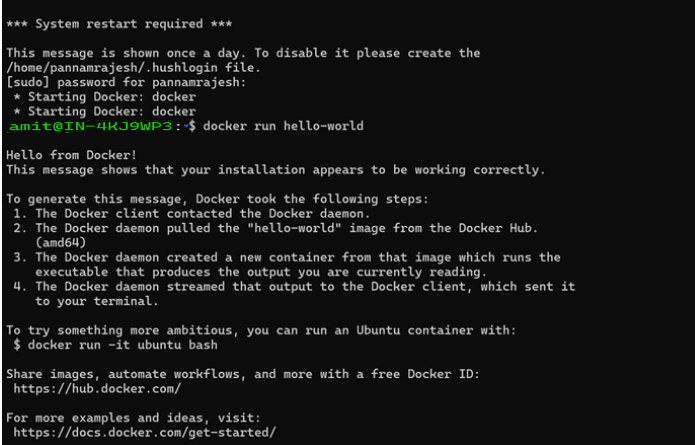 *** System restart required ***
This message is shown once a day. To disable it please create the
/home/pannamrajesh/.hushlogin file.
[sudo] password for pannamrajesh:
* Starting Docker: docker
* Starting Docker: docker
amit@IN-4KJ9WP3:~$ docker run hello-world
Hello from Docker!
This message shows that your installation appears to be working correctly.
To generate this message, Docker took the following steps:
1. The Docker client contacted the Docker daemon.
2. The Docker daemon pulled the "hello-world" image from the Docker Hub.
(amd64)
3. The Docker daemon created a new container from that image which runs the
executable that produces the output you are currently reading.
4. The Docker daemon streamed that output to the Docker client, which sent it
to your terminal.
To try something more ambitious, you can run an Ubuntu container with:
$ docker run -it ubuntu bash
Share images, automate workflows, and more with a free Docker ID:
https://hub.docker.com/
For more examples and ideas, visit:
https://docs.docker.com/get-started/